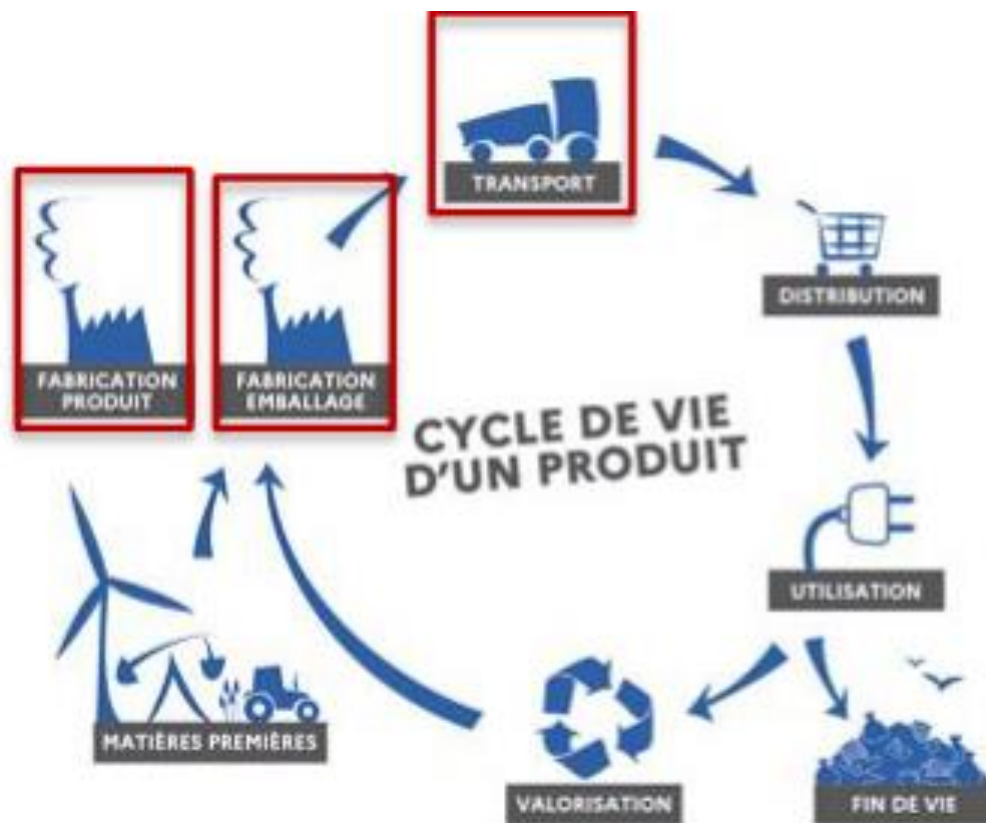 TRANSPORT
DISTRIBUTION
FABRICATION
PRODUIT
FABRICATION
EMBALLAGE
CYCLE DE VIE
D'UN PRODUIT
UTILISATION
MATIÈRES PREMIÈRES
VALORISATION
FIN DE VIE